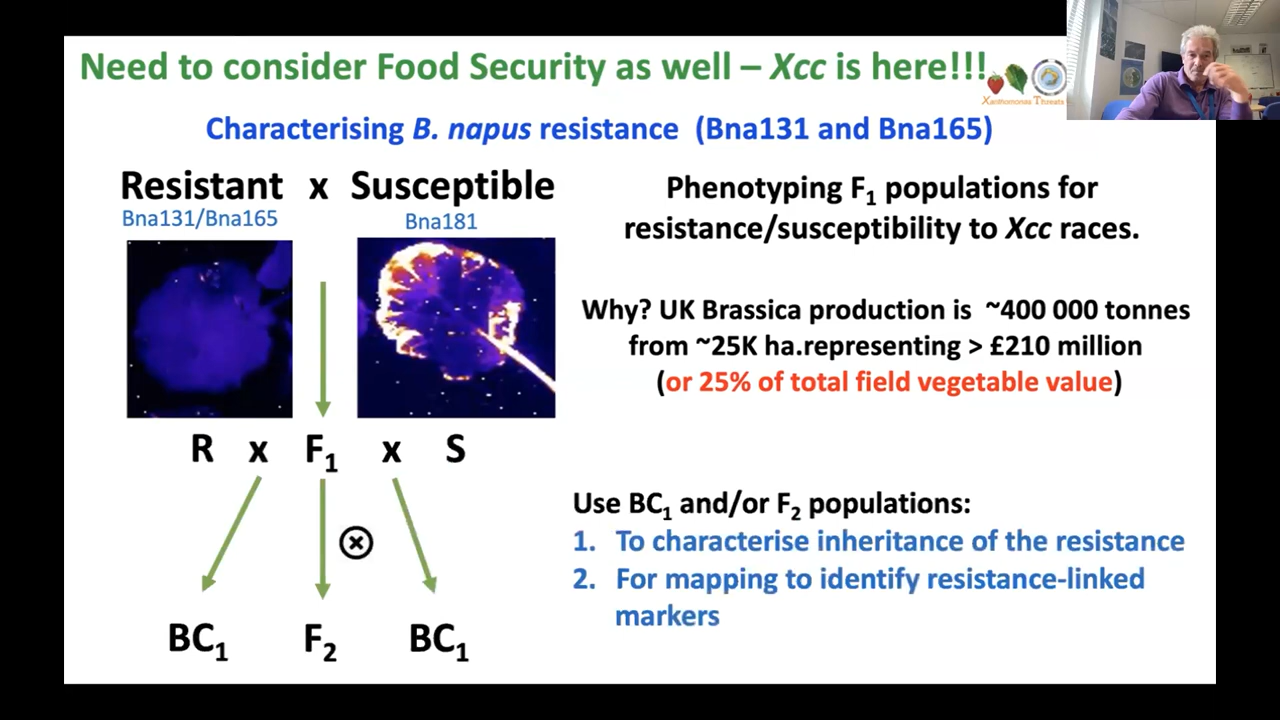 Need to consider Food Security as well – Xcc is here!!!
Xanthomonas Threats
Characterising B. napus resistance (Bna131 and Bna165)
Resistant x Susceptible
Bna131/Bna165
Bna181
R x F1 x S
BC1 F2 BC1
Phenotyping F1 populations for
resistance/susceptibility to Xcc races.
Why? UK Brassica production is ~400 000 tonnes
from ~25K ha.representing > £210 million
(or 25% of total field vegetable value)
Use BC1 and/or F2 populations:
1. To characterise inheritance of the resistance
2. For mapping to identify resistance-linked
markers